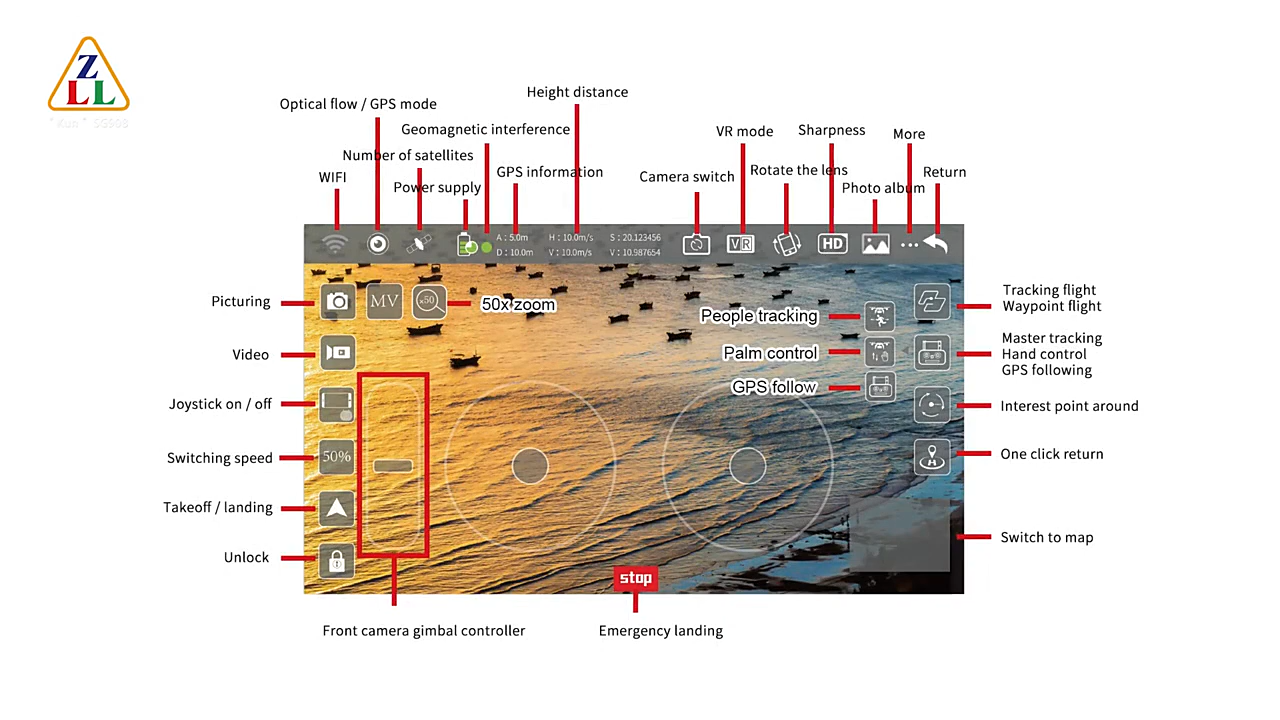 Z
LL
"Kun" SG908
Height distance
Optical flow / GPS mode
Geomagnetic interference
VR mode
Sharpness
More
Number of satellites
GPS information
Rotate the lens
Return
WIFI
Power supply
Camera switch
Photo album
A : 5.0m
H : 10.0m/s
S : 20.123456
D : 10.0m
V : 10.0m/s
V : 10.987654
VR
HD
Picturing
MV
x50
50x zoom
People tracking
Tracking flight
Waypoint flight
Video
Palm control
Master tracking
Hand control
GPS following
GPS follow
Joystick on / off
Interest point around
Switching speed
50%
One click return
H
Takeoff / landing
Switch to map
Unlock
stop
Front camera gimbal controller
Emergency landing